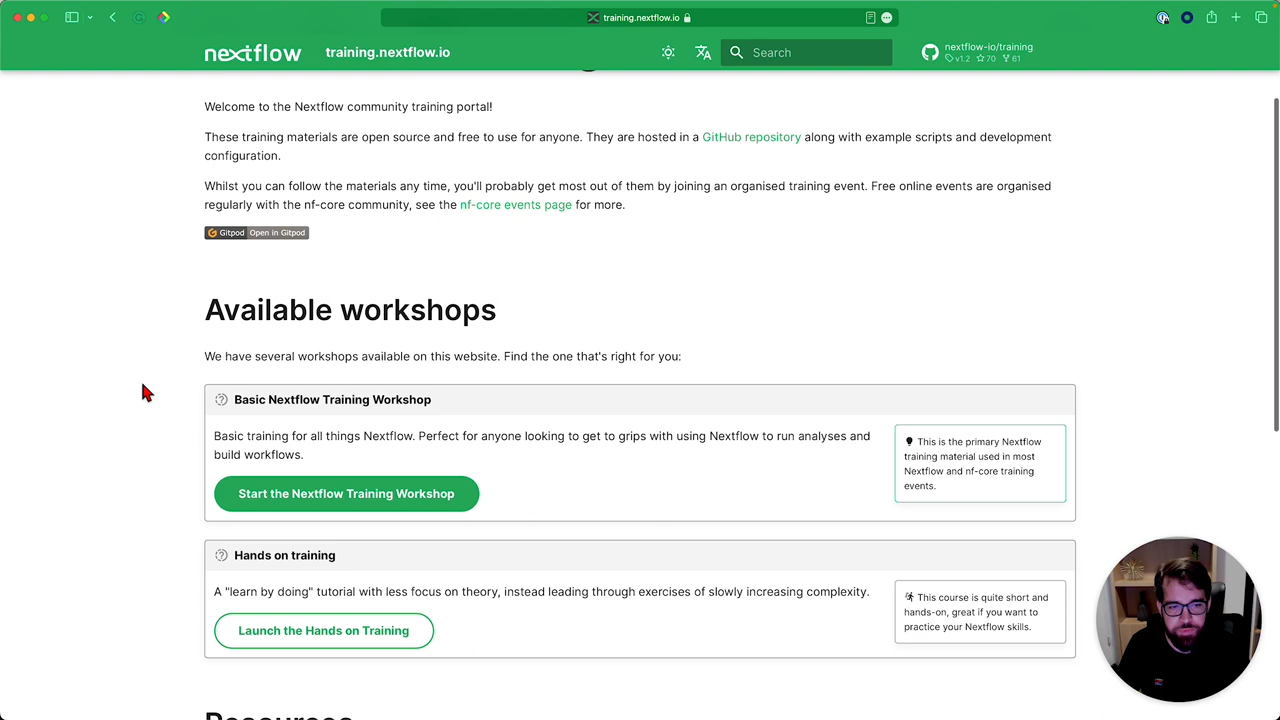 training.nextflow.io
nextflow
training.nextflow.io
Search
nextflow-io/training
v1.2 70 61
Welcome to the Nextflow community training portal!
These training materials are open source and free to use for anyone. They are hosted in a GitHub repository along with example scripts and development
configuration.
Whilst you can follow the materials any time, you'll probably get most out of them by joining an organised training event. Free online events are organised
regularly with the nf-core community, see the nf-core events page for more.
Gitpod Open in Gitpod
Available workshops
We have several workshops available on this website. Find the one that's right for you:
Basic Nextflow Training Workshop
Basic training for all things Nextflow. Perfect for anyone looking to get to grips with using Nextflow to run analyses and
build workflows.
Start the Nextflow Training Workshop
This is the primary Nextflow
training material used in most
Nextflow and nf-core training
events.
Hands on training
A "learn by doing" tutorial with less focus on theory, instead leading through exercises of slowly increasing complexity.
Launch the Hands on Training
This course is quite short and
hands-on, great if you want to
practice your Nextflow skills.
Resources